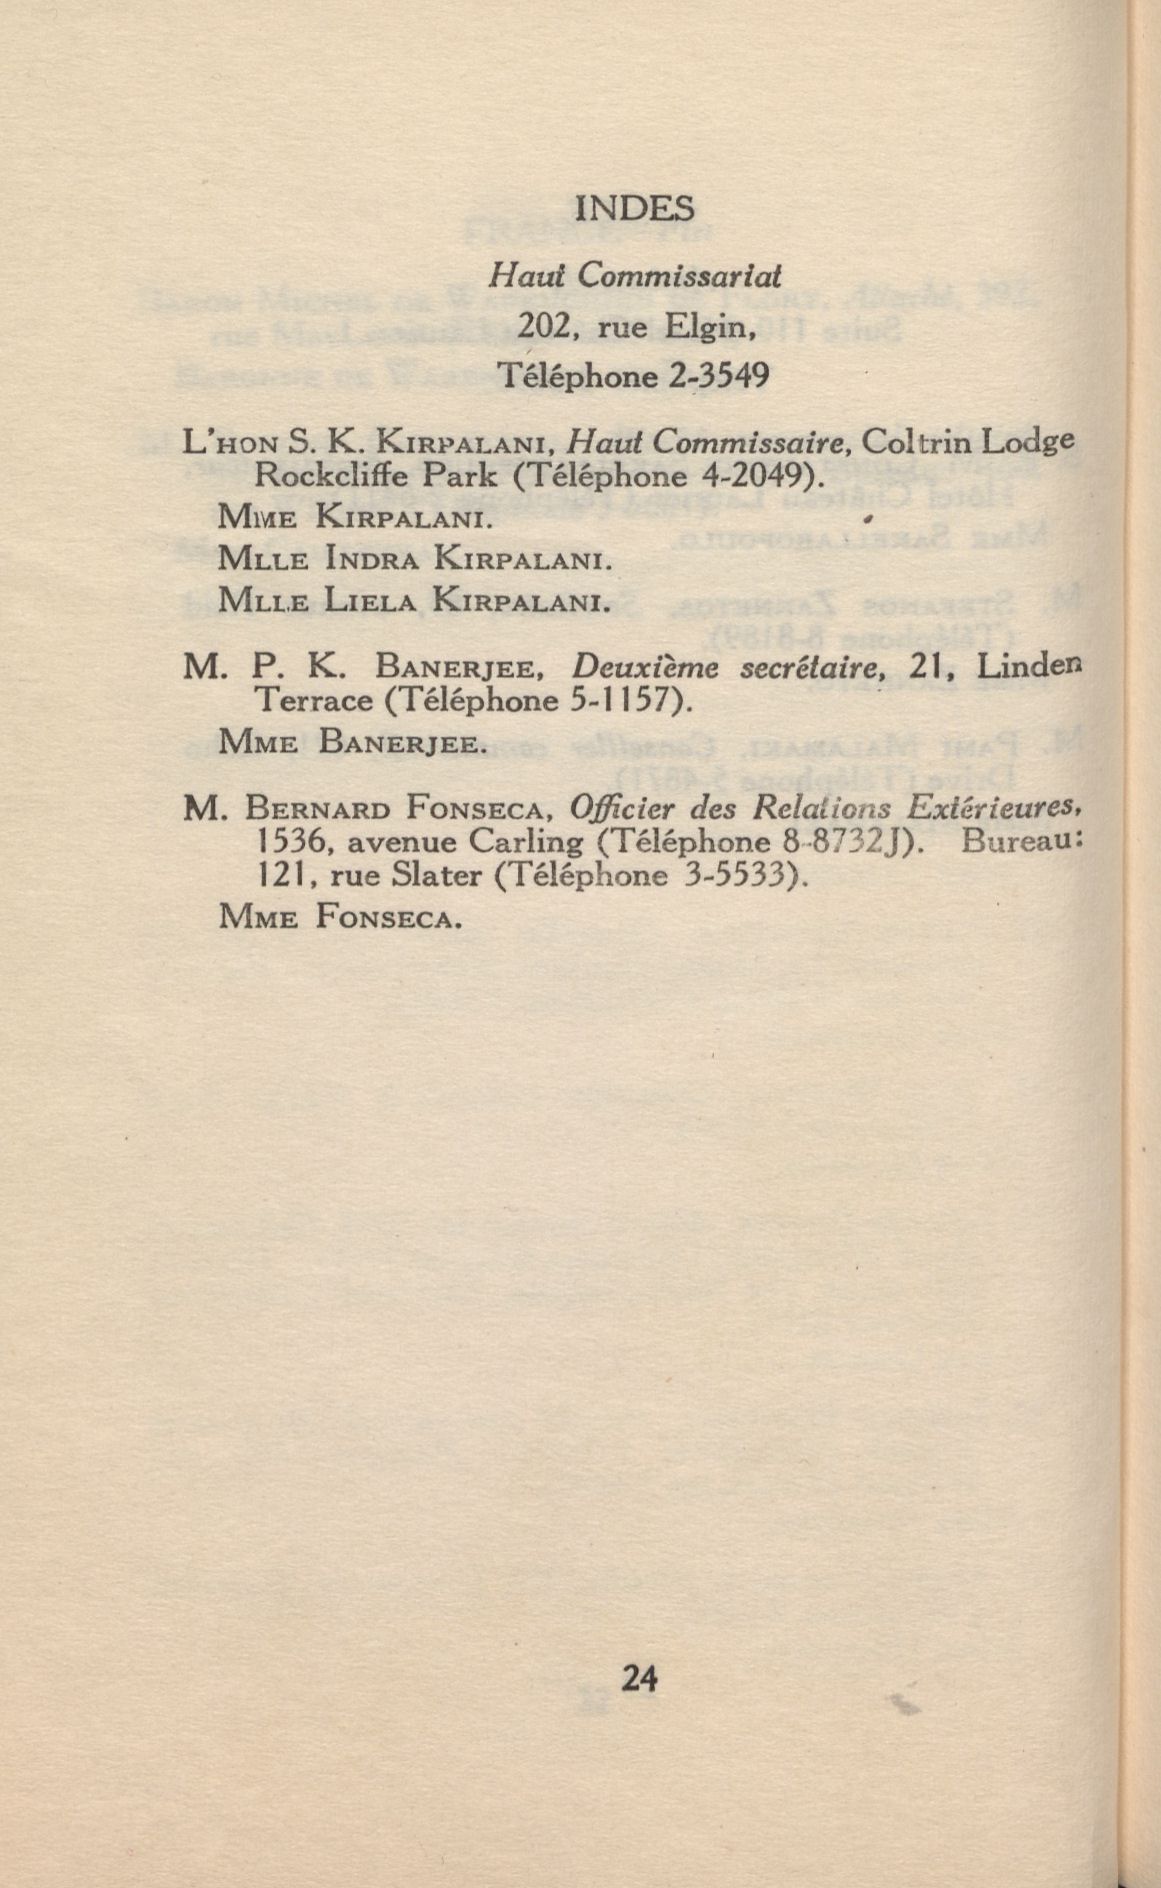 INDES
Haut Commissariat
202, rue Elgin,
Téléphone 2-3549
L'HON S. K. KIRPALANI, Haut Commissaire, Coltrin Lodge
Rockcliffe Park (Téléphone 4-2049).
MME KIRPALANI.
MLLE INDRA KIRPALANI.
MLLE LIELA KIRPALANI.
M. P. K. BANERJEE, Deuxième secrétaire, 21, Linden
Terrace (Téléphone 5-1157).
MME BANERJEE.
M. BERNARD FONSECA, Officier des Relations Extérieures,
1536, avenue Carling (Téléphone 8-8732J). Bureau:
121, rue Slater (Téléphone 3-5533).
MME FONSECA.
24